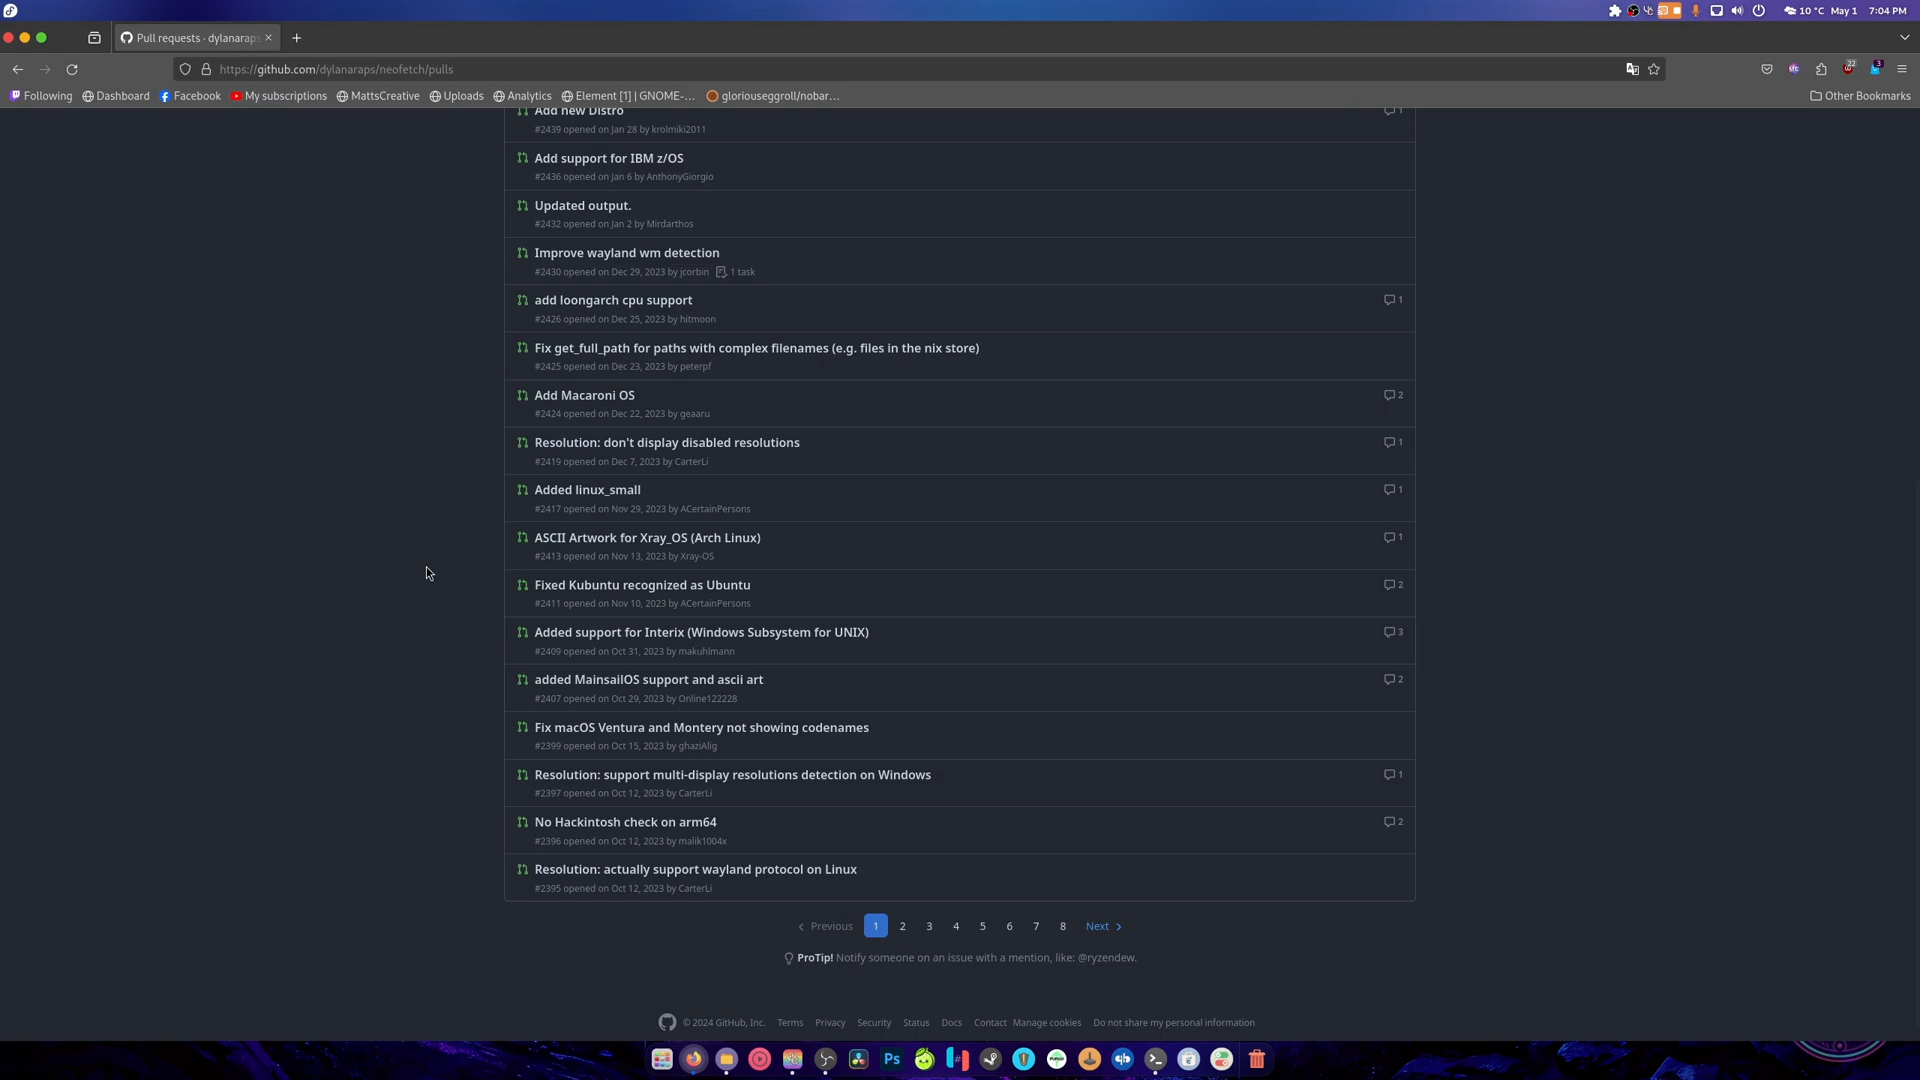 10 °C May 1 7:04 PM
Pull requests · dylanaraps
https://github.com/dylanaraps/neofetch/pulls
22
3
Following Dashboard Facebook My subscriptions MattsCreative Uploads Analytics Element [1] | GNOME-... gloriouseggroll/nobar... Other Bookmarks
Add new Distro 1
#2439 opened on Jan 28 by krolmiki2011
Add support for IBM z/OS
#2436 opened on Jan 6 by AnthonyGiorgio
Updated output.
#2432 opened on Jan 2 by Mirdarthos
Improve wayland wm detection
#2430 opened on Dec 29, 2023 by jcorbin 1 task
add loongarch cpu support 1
#2426 opened on Dec 25, 2023 by hitmoon
Fix get_full_path for paths with complex filenames (e.g. files in the nix store)
#2425 opened on Dec 23, 2023 by peterpf
Add Macaroni OS 2
#2424 opened on Dec 22, 2023 by geaaru
Resolution: don't display disabled resolutions 1
#2419 opened on Dec 7, 2023 by CarterLi
Added linux_small 1
#2417 opened on Nov 29, 2023 by ACertainPersons
ASCII Artwork for Xray_OS (Arch Linux) 1
#2413 opened on Nov 13, 2023 by Xray-OS
Fixed Kubuntu recognized as Ubuntu 2
#2411 opened on Nov 10, 2023 by ACertainPersons
Added support for Interix (Windows Subsystem for UNIX) 3
#2409 opened on Oct 31, 2023 by makuhlmann
added MainsailOS support and ascii art 2
#2407 opened on Oct 29, 2023 by Online122228
Fix macOS Ventura and Montery not showing codenames
#2399 opened on Oct 15, 2023 by ghaziAlig
Resolution: support multi-display resolutions detection on Windows 1
#2397 opened on Oct 12, 2023 by CarterLi
No Hackintosh check on arm64 2
#2396 opened on Oct 12, 2023 by malik1004x
Resolution: actually support wayland protocol on Linux
#2395 opened on Oct 12, 2023 by CarterLi
Previous 1 2 3 4 5 6 7 8 Next
ProTip! Notify someone on an issue with a mention, like: @ryzendew.
© 2024 GitHub, Inc. Terms Privacy Security Status Docs Contact Manage cookies Do not share my personal information
Ps